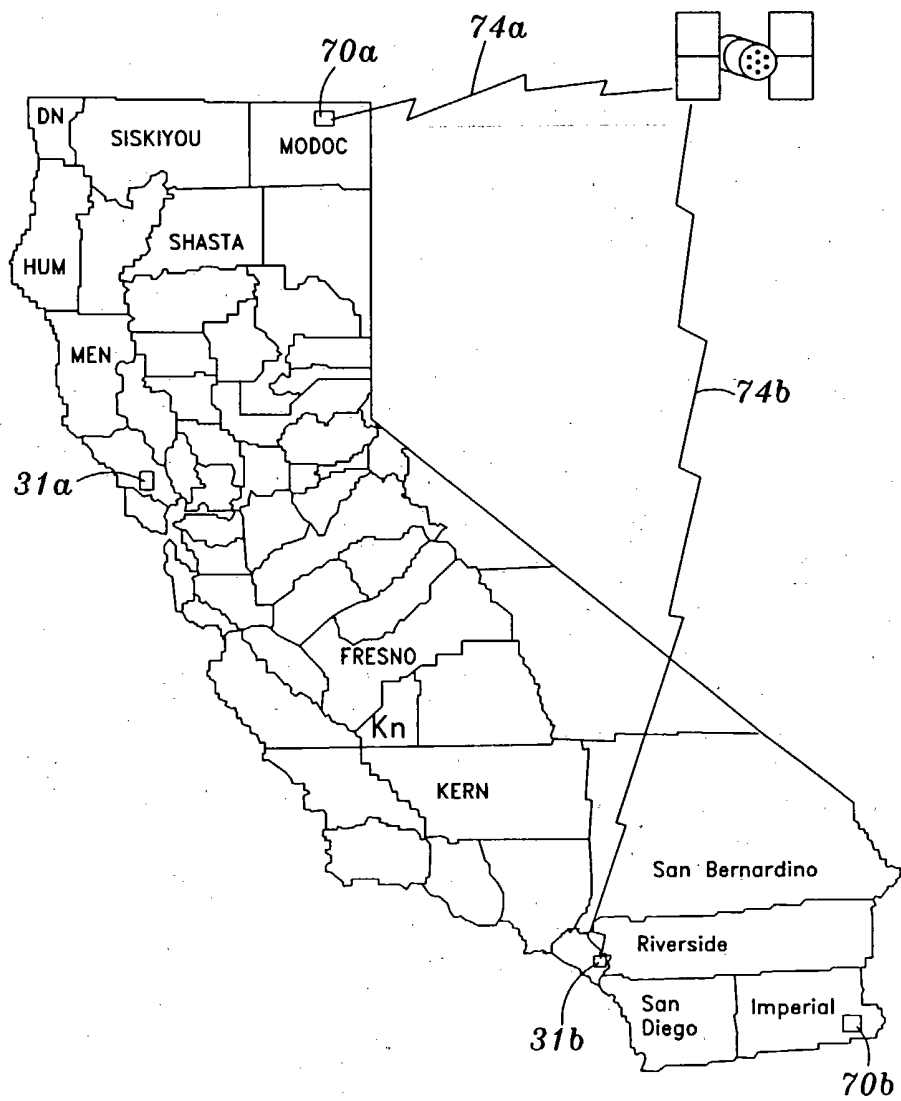 74a
70a
DN
SISKIYOU
MODOC
SHASTA
HUM
MEN
74b
31a
FRESNO
Kn
KERN
San Bernardino
Riverside
San
Diego
Imperial
31b
70b